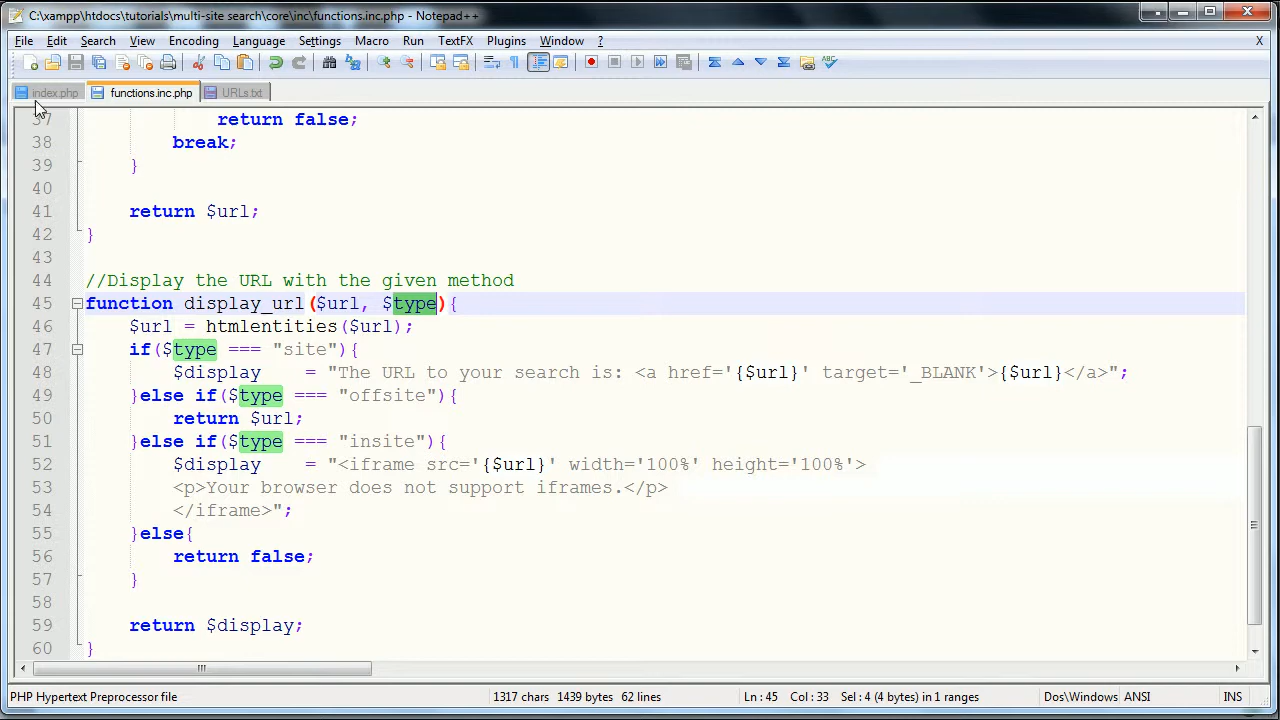 C:\xampp\htdocs\tutorials\multi-site search\core\inc\functions.inc.php - Notepad++
File Edit Search View Encoding Language Settings Macro Run TextFX Plugins Window ? X
index.php functions.inc.php URLs.txt
37 return false;
38 break;
39 }
40
41 return $url;
42 }
43
44 //Display the URL with the given method
45 function display_url($url, $type){
46 $url = htmlentities($url);
47 if($type === "site"){
48 $display = "The URL to your search is: <a href='{$url}' target='_BLANK'>{$url}</a>";
49 }else if($type === "offsite"){
50 return $url;
51 }else if($type === "insite"){
52 $display = "<iframe src='{$url}' width='100%' height='100%'>
53 <p>Your browser does not support iframes.</p>
54 </iframe>";
55 }else{
56 return false;
57 }
58
59 return $display;
60 }
PHP Hypertext Preprocessor file 1317 chars 1439 bytes 62 lines Ln : 45 Col : 33 Sel : 4 (4 bytes) in 1 ranges Dos\Windows ANSI INS